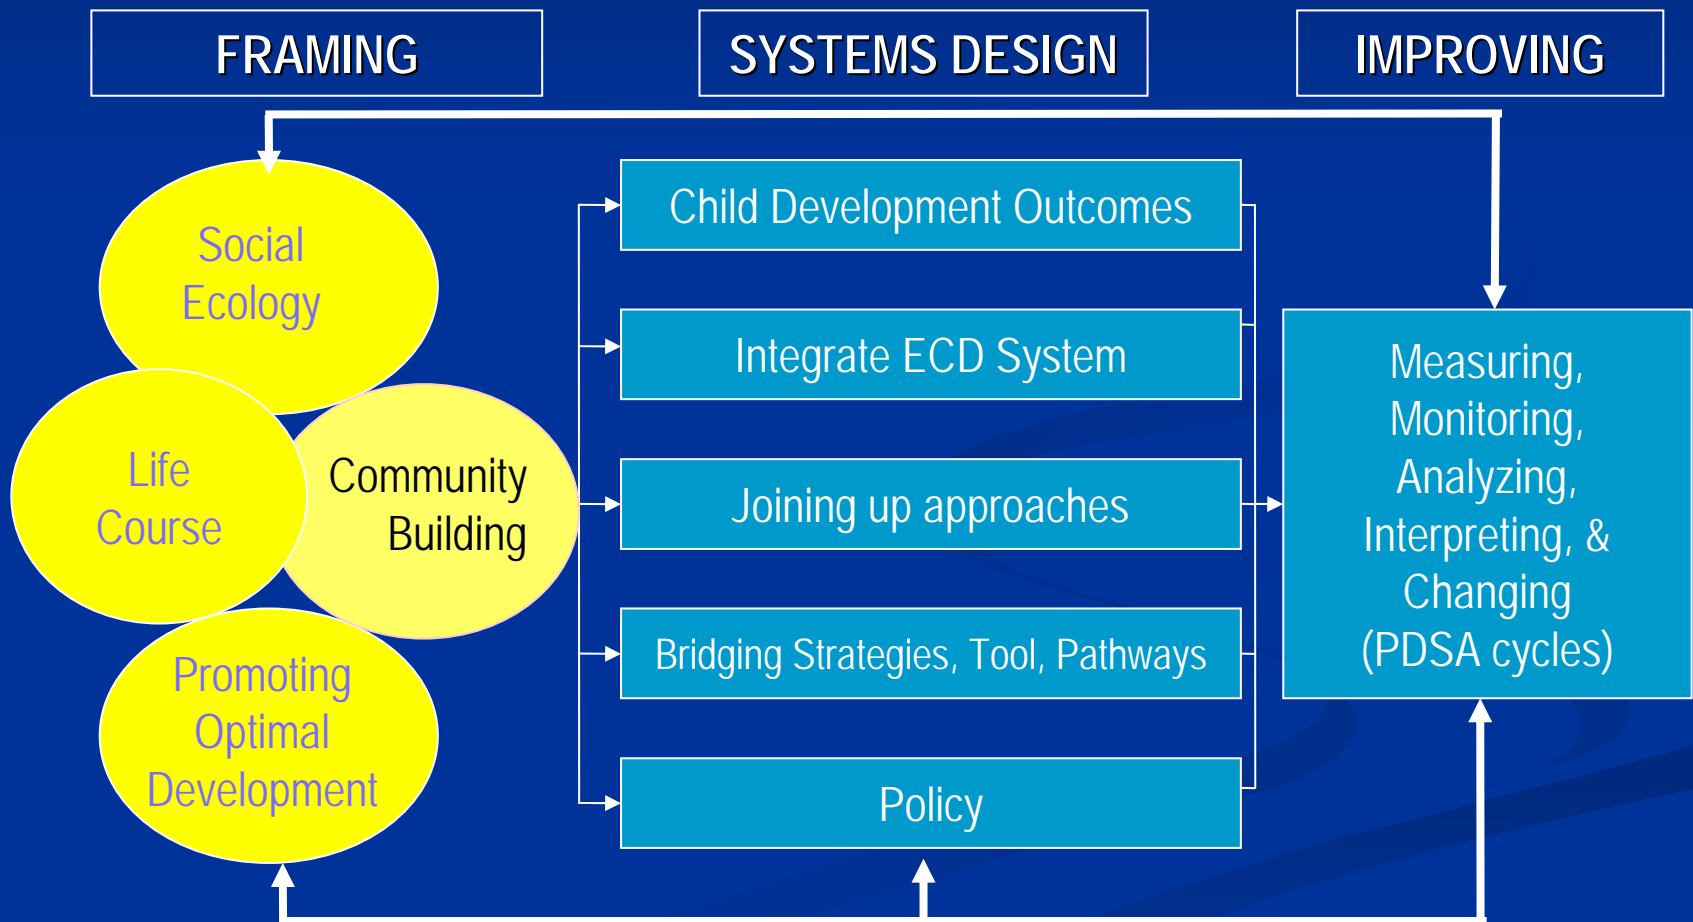 FRAMING
SYSTEMS DESIGN
IMPROVING
Social
Ecology
Life
Course
Community
Building
Promoting
Optimal
Development
Child Development Outcomes
Integrate ECD System
Joining up approaches
Bridging Strategies, Tool, Pathways
Policy
Measuring,
Monitoring,
Analyzing,
Interpreting, &
Changing
(PDSA cycles)